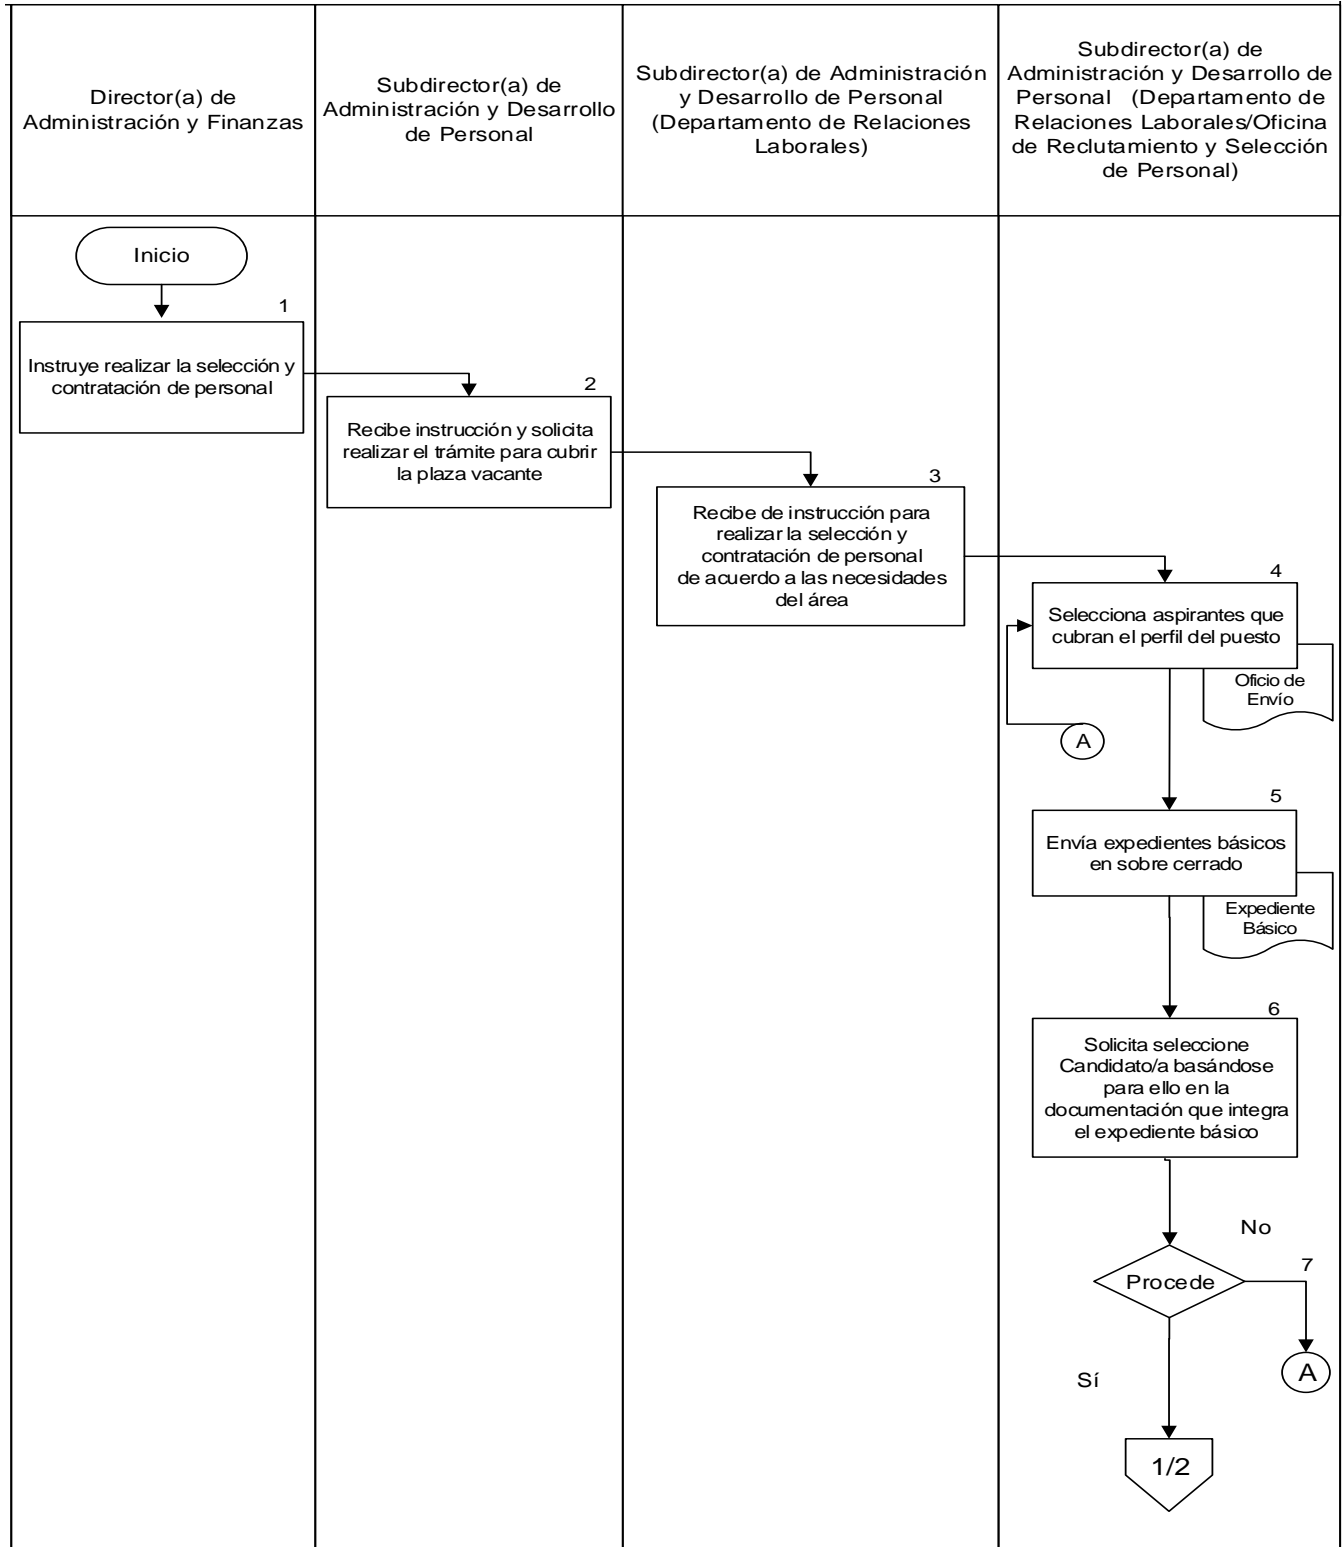 Director(a) de
Administración y Finanzas
Subdirector(a) de
Administración y Desarrollo
de Personal
Subdirector(a) de Administración
y Desarrollo de Personal
(Departamento de Relaciones
Laborales)
Subdirector(a) de
Administración y Desarrollo de
Personal (Departamento de
Relaciones Laborales/Oficina
de Reclutamiento y Selección
de Personal)
Inicio
1
Instruye realizar la selección y
contratación de personal
2
Recibe instrucción y solicita
realizar el trámite para cubrir
la plaza vacante
3
Recibe de instrucción para
realizar la selección y
contratación de personal
de acuerdo a las necesidades
del área
4
Selecciona aspirantes que
cubran el perfil del puesto
Oficio de
Envío
A
5
Envía expedientes básicos
en sobre cerrado
Expediente
Básico
6
Solicita seleccione
Candidato/a basándose
para ello en la
documentación que integra
el expediente básico
No
7
Procede
A
Sí
1/2